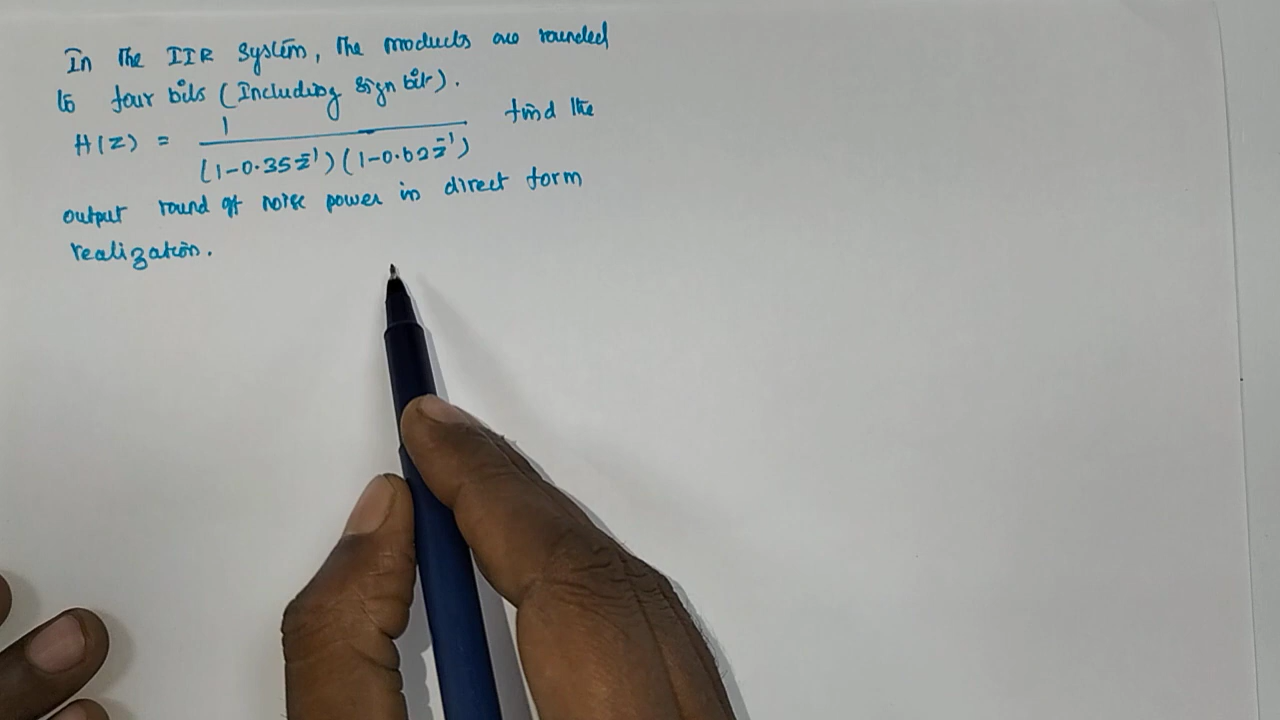 In the IIR system, the products are rounded
to four bits (Including sign bit).
H(z) = 1 / (1-0.35z⁻¹)(1-0.62z⁻¹) find the
output round off noise power in direct form
realization.